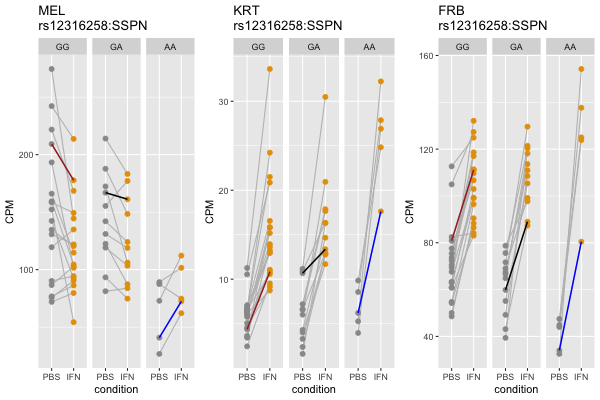 MEL
rs12316258:SSPN
GG GA AA
CPM
200
100
PBS IFN PBS IFN PBS IFN
condition
KRT
rs12316258:SSPN
GG GA AA
CPM
30
20
10
PBS IFN PBS IFN PBS IFN
condition
FRB
rs12316258:SSPN
GG GA AA
CPM
160
120
80
40
PBS IFN PBS IFN PBS IFN
condition